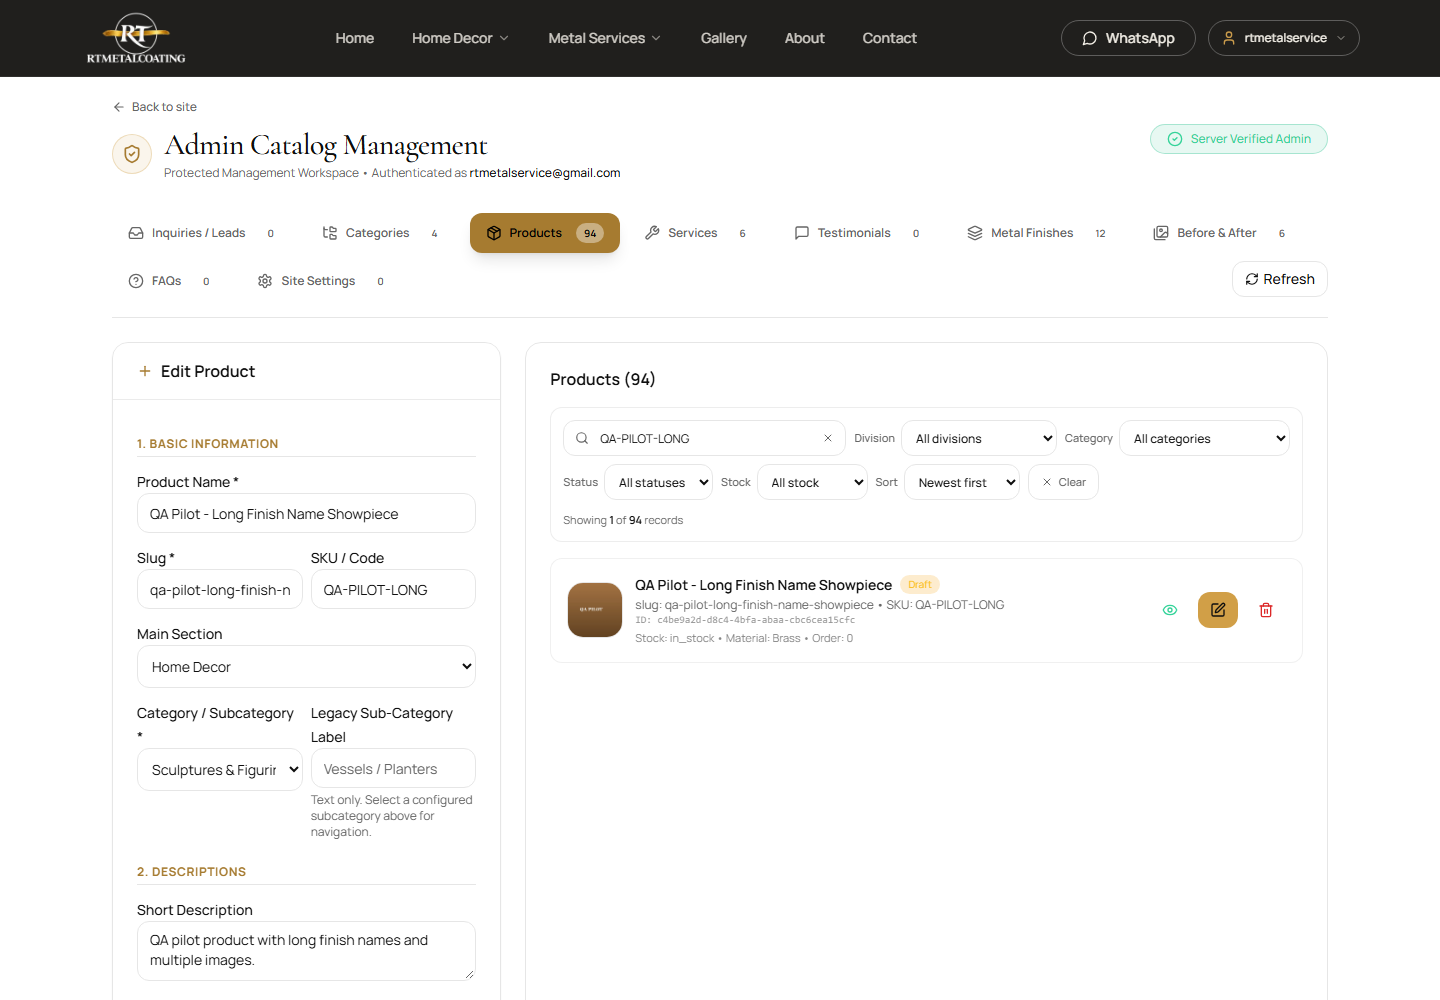 RT
RTMETALCOATING
Home
Home Decor
Metal Services
Gallery
About
Contact
WhatsApp
rtmetalservice
Back to site
Admin Catalog Management
Protected Management Workspace • Authenticated as rtmetalservice@gmail.com
Server Verified Admin
Inquiries / Leads 0
Categories 4
Products 94
Services 6
Testimonials 0
Metal Finishes 12
Before & After 6
FAQs 0
Site Settings 0
Refresh
Edit Product
1. BASIC INFORMATION
Product Name *
QA Pilot - Long Finish Name Showpiece
Slug *
SKU / Code
qa-pilot-long-finish-n
QA-PILOT-LONG
Main Section
Home Decor
Category / Subcategory
*
Legacy Sub-Category
Label
Sculptures & Figurir
Vessels / Planters
Text only. Select a configured
subcategory above for
navigation.
2. DESCRIPTIONS
Short Description
QA pilot product with long finish names and
multiple images.
Products (94)
QA-PILOT-LONG
Division
All divisions
Category
All categories
Status
All statuses
Stock
All stock
Sort
Newest first
Clear
Showing 1 of 94 records
QA PILOT
QA Pilot - Long Finish Name Showpiece Draft
slug: qa-pilot-long-finish-name-showpiece • SKU: QA-PILOT-LONG
ID: c4be9a2d-d8c4-4bfa-abaa-cbc6cea15cfc
Stock: in_stock • Material: Brass • Order: 0